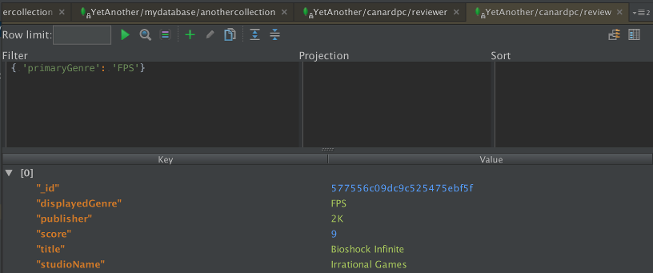 ercollection × YetAnother/mydatabase/anothercollection × YetAnother/canardpc/reviewer × YetAnother/canardpc/review × 2
Row limit:
Filter Projection Sort
{ 'primaryGenre': 'FPS'}
Key Value
[0]
"_id" 577556c09dc9c525475ebf5f
"displayedGenre" FPS
"publisher" 2K
"score" 9
"title" Bioshock Infinite
"studioName" Irrational Games